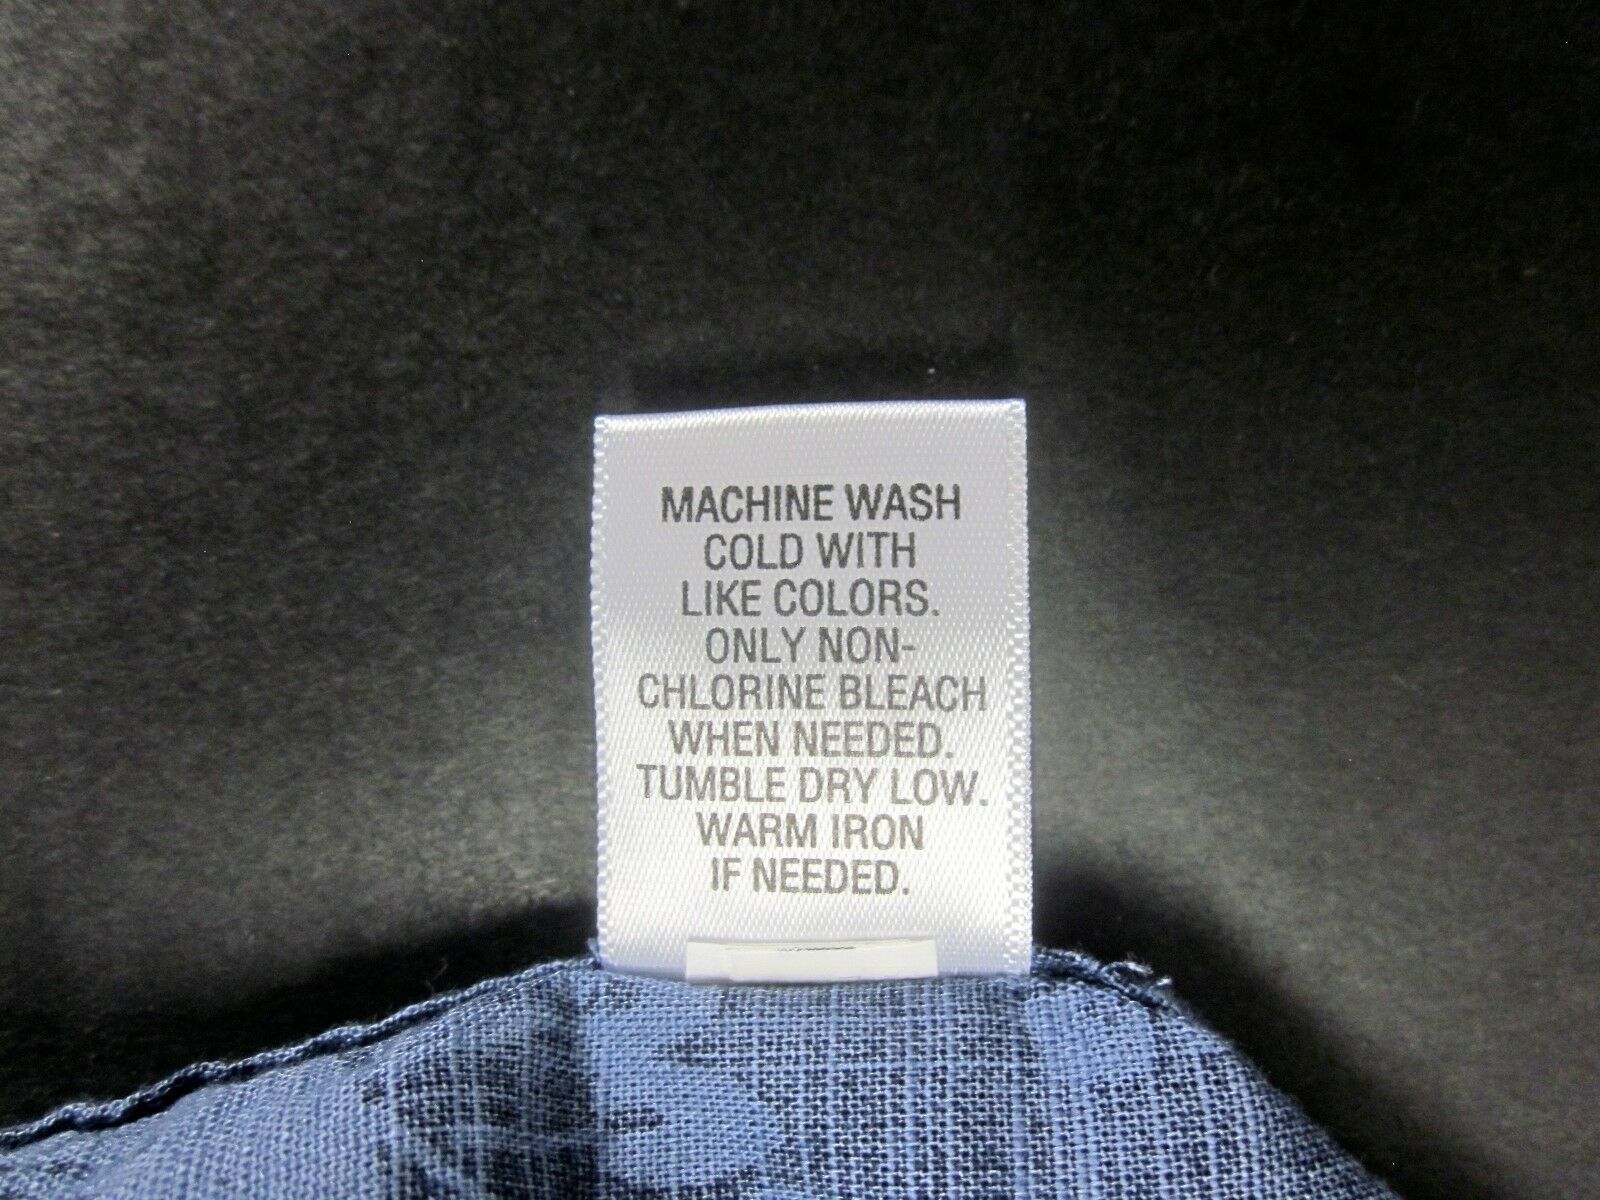 MACHINE WASH
COLD WITH
LIKE COLORS.
ONLY NON-
CHLORINE BLEACH
WHEN NEEDED.
TUMBLE DRY LOW.
WARM IRON
IF NEEDED.